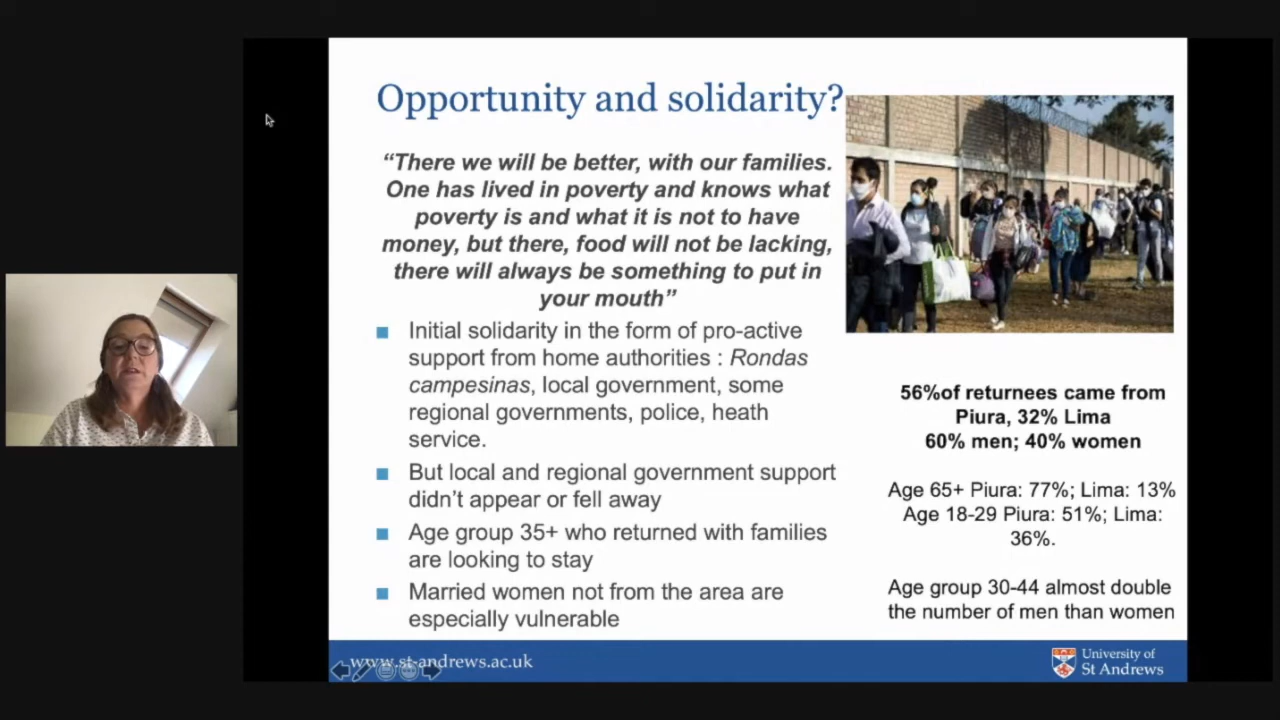 Opportunity and solidarity?
“There we will be better, with our families.
One has lived in poverty and knows what
poverty is and what it is not to have
money, but there, food will not be lacking,
there will always be something to put in
your mouth”
Initial solidarity in the form of pro-active
support from home authorities : Rondas
campesinas, local government, some
regional governments, police, heath
service.
But local and regional government support
didn’t appear or fell away
Age group 35+ who returned with families
are looking to stay
Married women not from the area are
especially vulnerable
56%of returnees came from
Piura, 32% Lima
60% men; 40% women
Age 65+ Piura: 77%; Lima: 13%
Age 18-29 Piura: 51%; Lima:
36%.
Age group 30-44 almost double
the number of men than women
www.st-andrews.ac.uk
University of
St Andrews